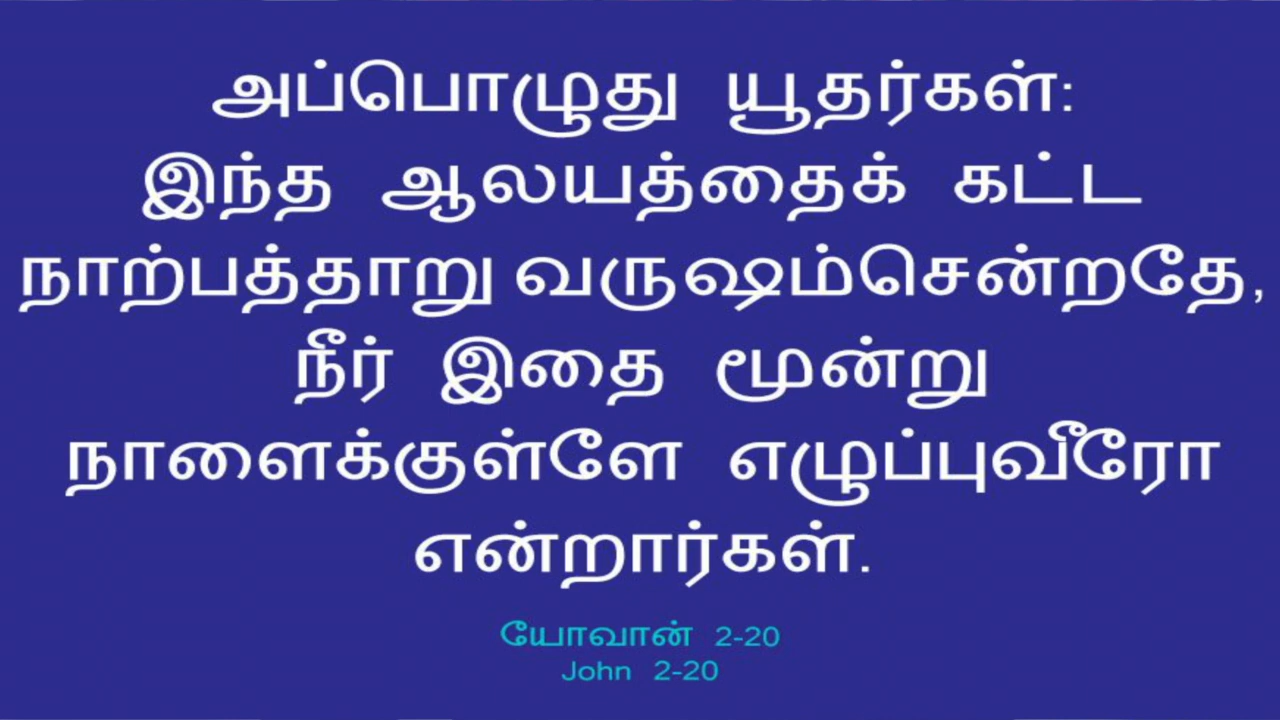 அப்பொழுது யூதர்கள்:
இந்த ஆலயத்தைக் கட்ட
நாற்பத்தாறு வருஷம்சென்றதே,
நீர் இதை மூன்று
நாளைக்குள்ளே எழுப்புவீரோ
என்றார்கள்.
யோவான் 2-20
John 2-20